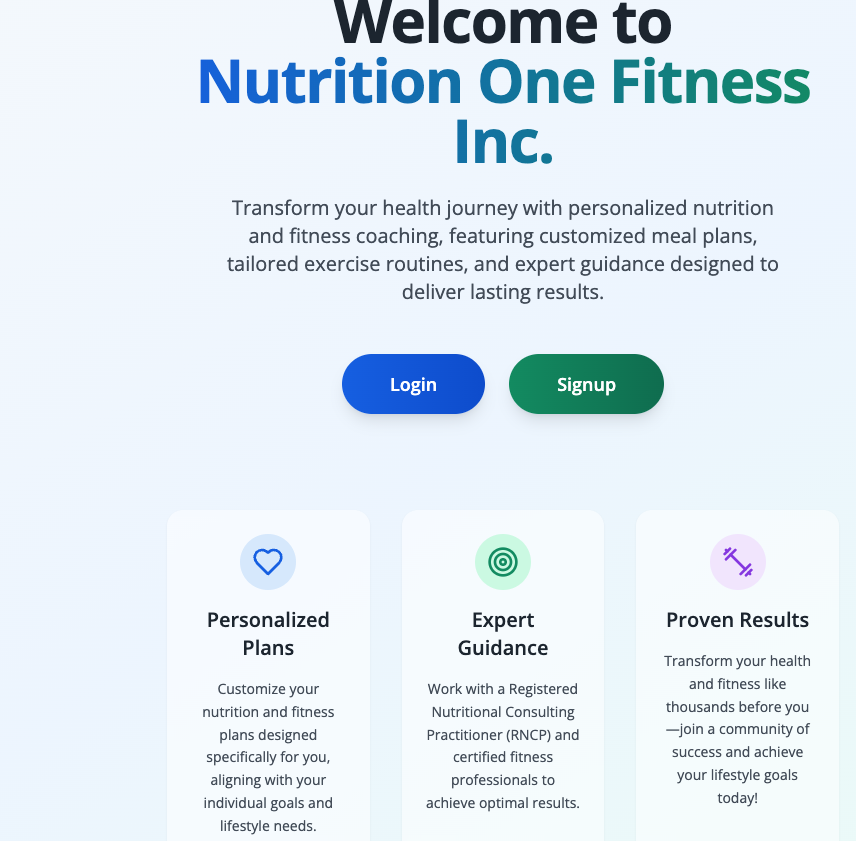 Welcome to
Nutrition One Fitness
Inc.
Transform your health journey with personalized nutrition
and fitness coaching, featuring customized meal plans,
tailored exercise routines, and expert guidance designed to
deliver lasting results.
Login
Signup
Personalized
Plans
Customize your
nutrition and fitness
plans designed
specifically for you,
aligning with your
individual goals and
lifestyle needs.
Expert
Guidance
Work with a Registered
Nutritional Consulting
Practitioner (RNCP) and
certified fitness
professionals to
achieve optimal results.
Proven Results
Transform your health
and fitness like
thousands before you
—join a community of
success and achieve
your lifestyle goals
today!